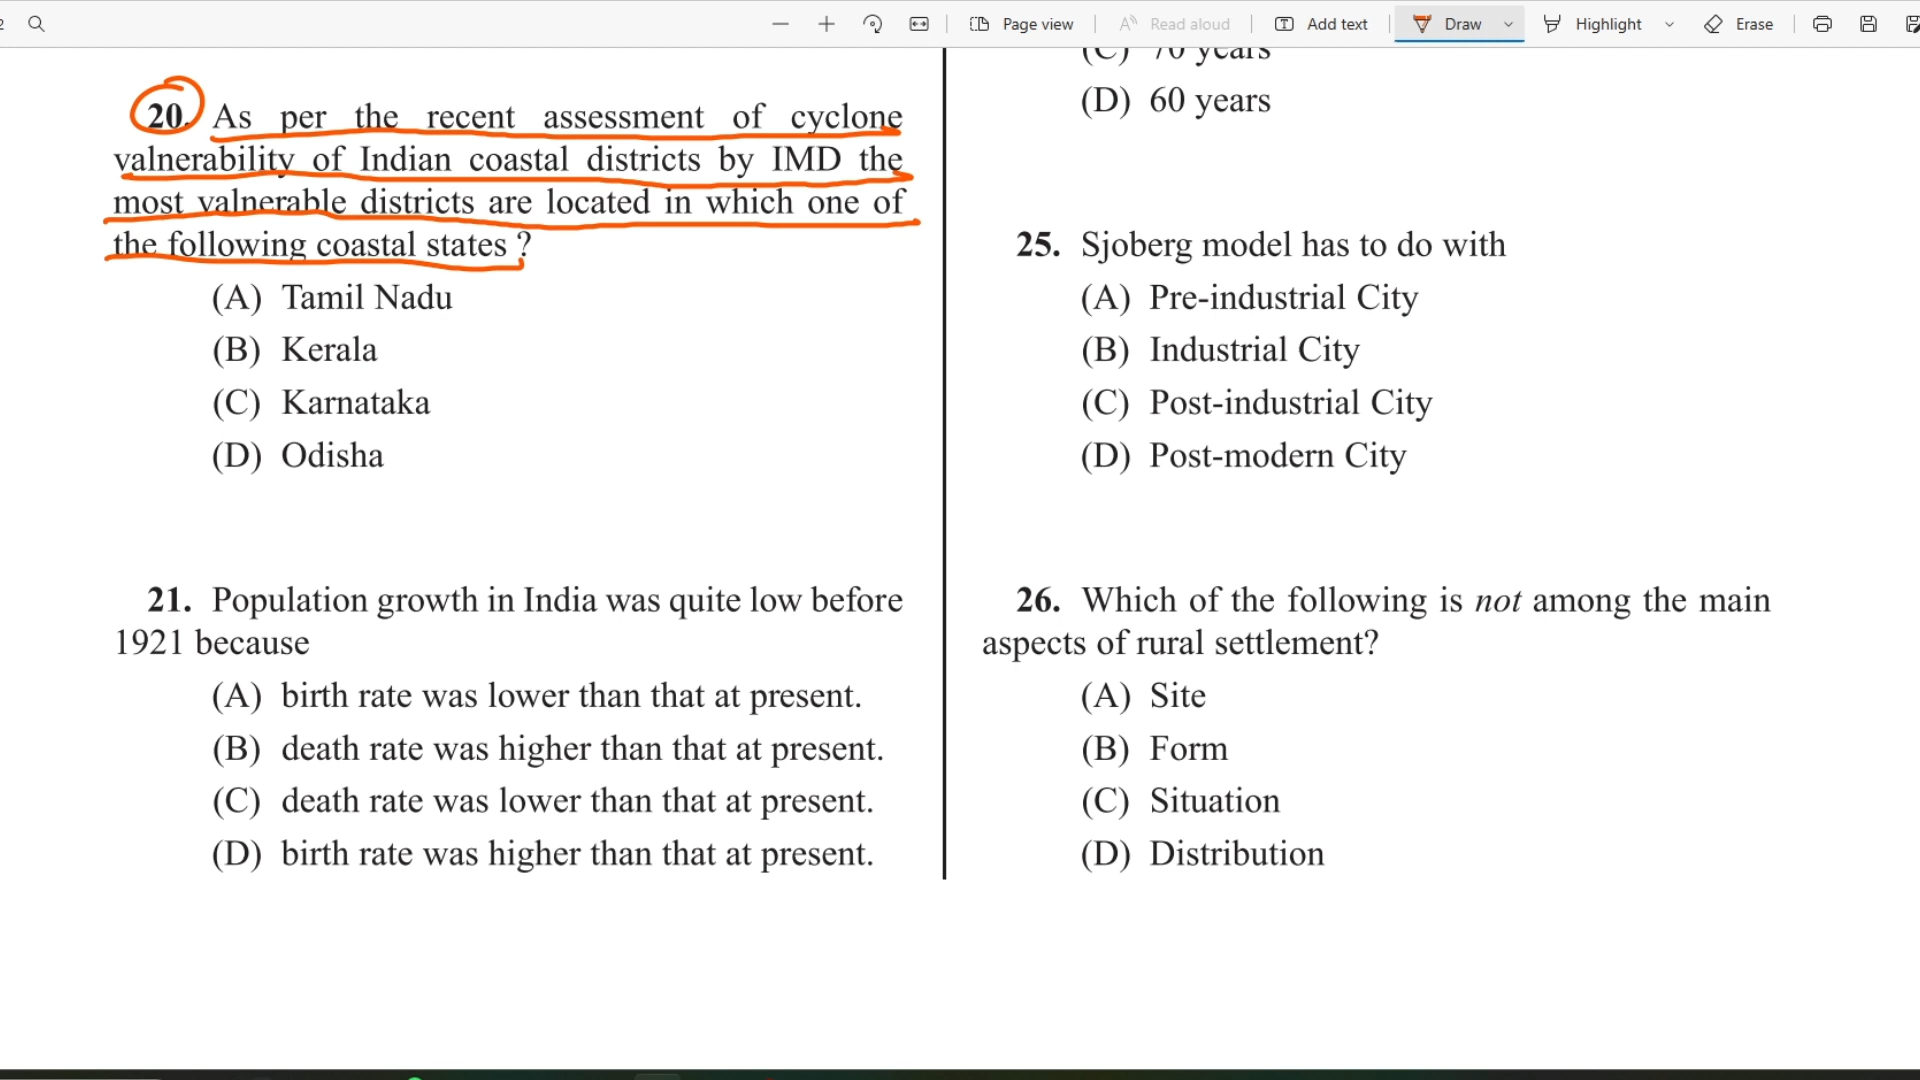 2
Page view
Read aloud
Add text
Draw
Highlight
Erase
20. As per the recent assessment of cyclone
valnerability of Indian coastal districts by IMD the
most valnerable districts are located in which one of
the following coastal states ?
(A) Tamil Nadu
(B) Kerala
(C) Karnataka
(D) Odisha
21. Population growth in India was quite low before
1921 because
(A) birth rate was lower than that at present.
(B) death rate was higher than that at present.
(C) death rate was lower than that at present.
(D) birth rate was higher than that at present.
(C) 70 years
(D) 60 years
25. Sjoberg model has to do with
(A) Pre-industrial City
(B) Industrial City
(C) Post-industrial City
(D) Post-modern City
26. Which of the following is not among the main
aspects of rural settlement?
(A) Site
(B) Form
(C) Situation
(D) Distribution